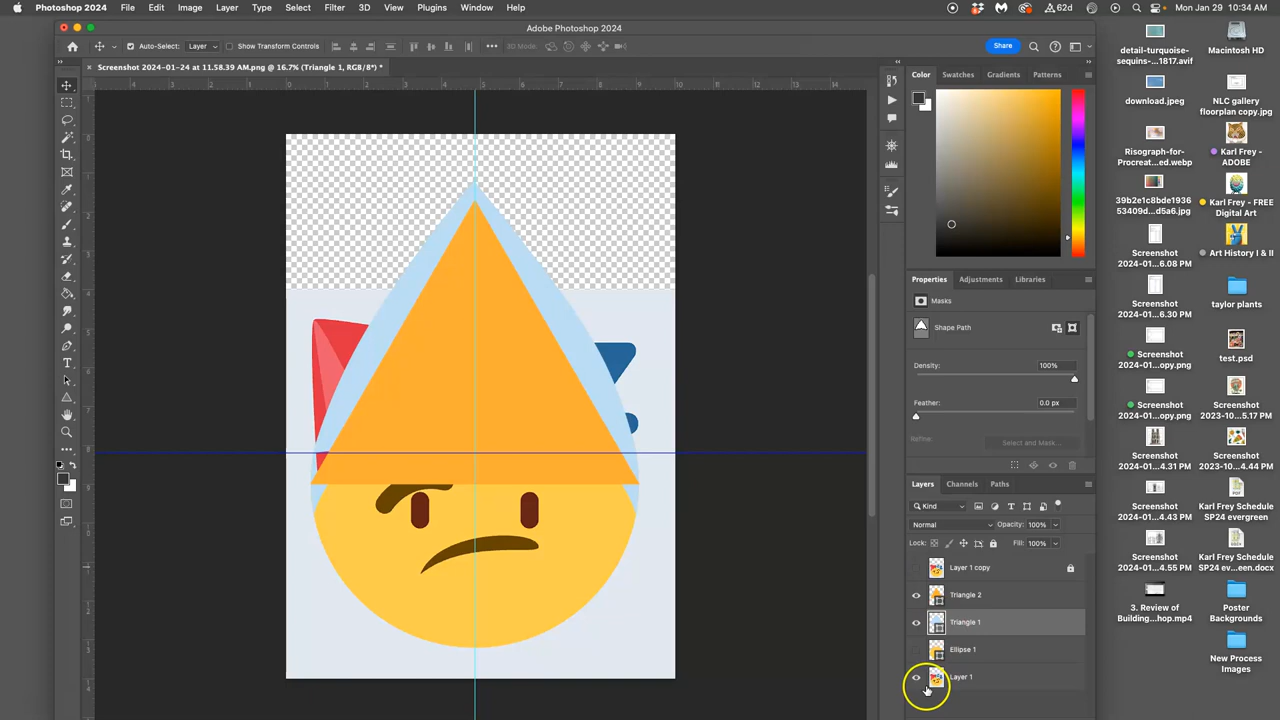 Photoshop 2024 File Edit Image Layer Type Select Filter 3D View Plugins Window Help 62d Mon Jan 29 10:34 AM
Adobe Photoshop 2024
Auto-Select: Layer Show Transform Controls 3D Mode: Share
Screenshot 2024-01-24 at 11.58.39 AM.png @ 16.7% (Triangle 1, RGB/8*) *
Color Swatches Gradients Patterns
Properties Adjustments Libraries
Masks
Shape Path
Density: 100%
Feather: 0.0 px
Refine:
Select and Mask...
Layers Channels Paths
Kind
Normal Opacity: 100%
Lock: Fill: 100%
Layer 1 copy
Triangle 2
Triangle 1
Ellipse 1
Layer 1
detail-turquoise-
sequins-...1817.avif
Macintosh HD
download.jpeg
NLC gallery
floorplan copy.jpg
Risograph-for-
Procreat...ed.webp
Karl Frey -
ADOBE
39b2e1c8bde1936
53409d...d5a6.jpg
Karl Frey - FREE
Digital Art
Screenshot
2024-01...6.08 PM
Art History I & II
Screenshot
2024-01...6.30 PM
taylor plants
Screenshot
2024-01...opy.png
test.psd
Screenshot
2024-01...opy.png
Screenshot
2023-10...5.17 PM
Screenshot
2024-01...4.31 PM
Screenshot
2023-10...4.44 PM
Screenshot
2024-01...4.43 PM
Karl Frey Schedule
SP24 evergreen
Screenshot
2024-01...4.55 PM
Karl Frey Schedule
SP24 ev...een.docx
3. Review of
Building...hop.mp4
Poster
Backgrounds
New Process
Images